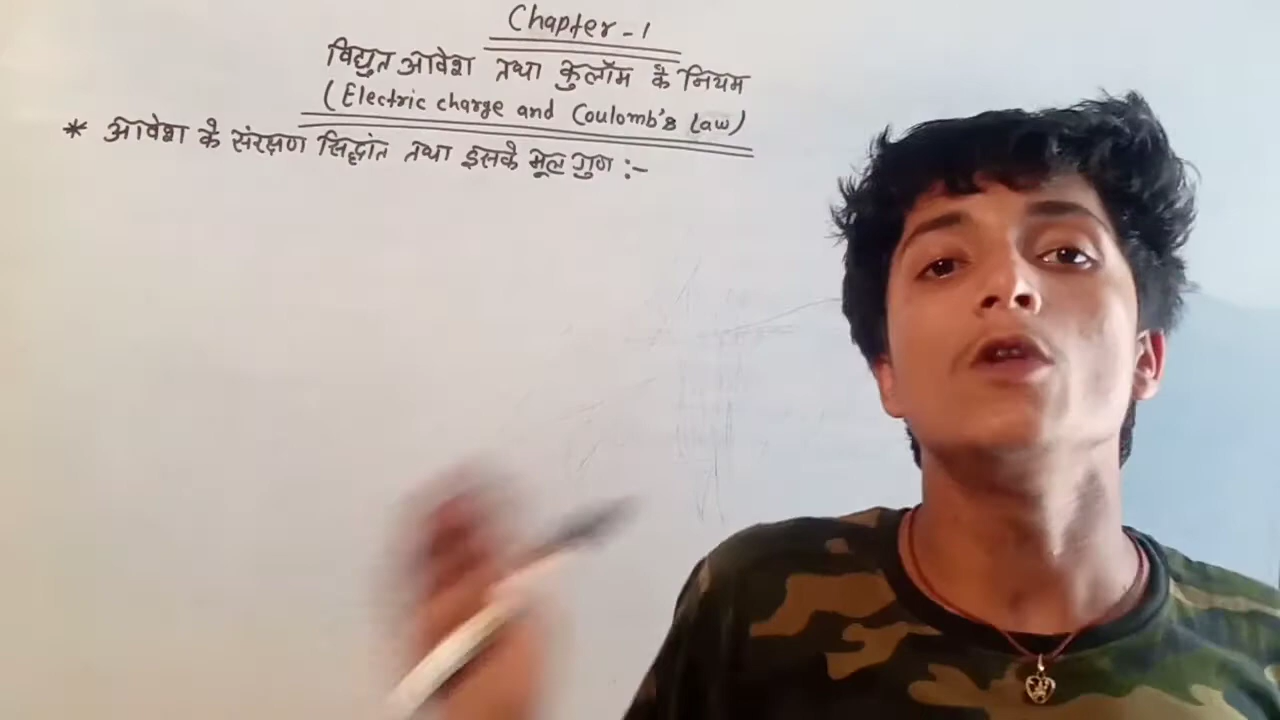 Chapter - 1
विद्युत आवेश तथा कुलॉम के नियम
(Electric charge and Coulomb's Law)
* आवेश के संरक्षण सिद्धांत तथा इसके मूल गुण :-